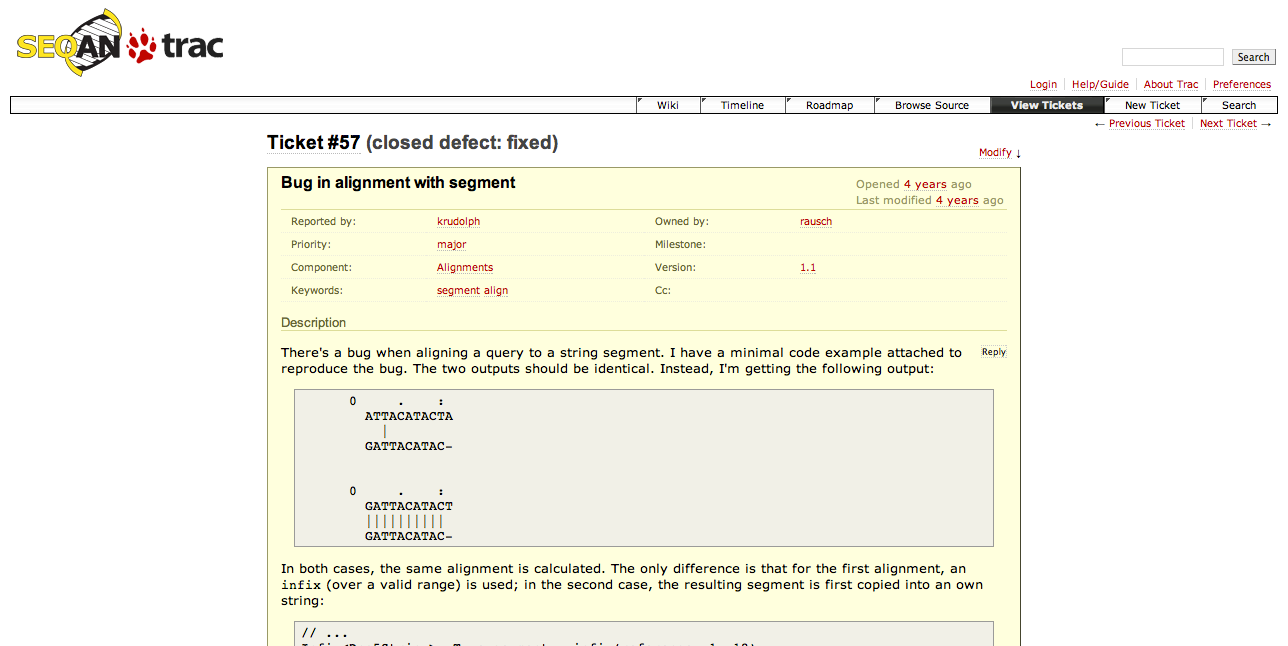 SEQAN trac
Search
Login Help/Guide About Trac Preferences
Wiki Timeline Roadmap Browse Source View Tickets New Ticket Search
← Previous Ticket Next Ticket →
Ticket #57 (closed defect: fixed)
Modify ↓
Bug in alignment with segment
Opened 4 years ago
Last modified 4 years ago
Reported by: krudolph Owned by: rausch
Priority: major Milestone:
Component: Alignments Version: 1.1
Keywords: segment align Cc:
Description
There's a bug when aligning a query to a string segment. I have a minimal code example attached to Reply
reproduce the bug. The two outputs should be identical. Instead, I'm getting the following output:
0     .    :
ATTACATACTA
|
GATTACATAC-
0     .    :
GATTACATACT
||||||||||
GATTACATAC-
In both cases, the same alignment is calculated. The only difference is that for the first alignment, an
infix (over a valid range) is used; in the second case, the resulting segment is first copied into an own
string:
// ...